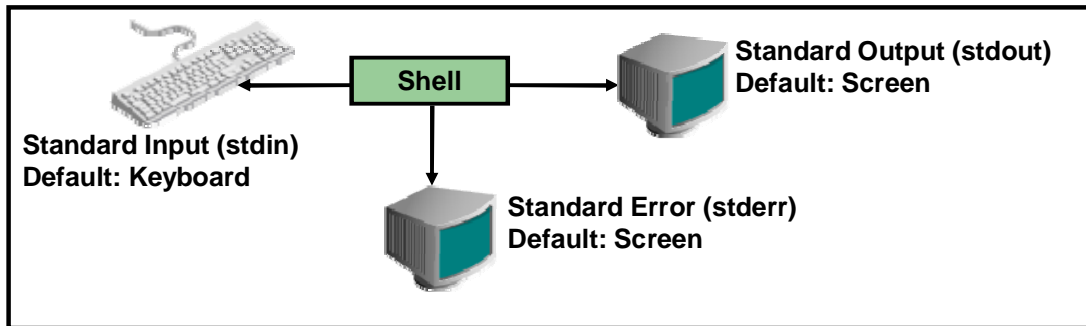 Shell
Standard Output (stdout)
Default: Screen
Standard Input (stdin)
Default: Keyboard
Standard Error (stderr)
Default: Screen